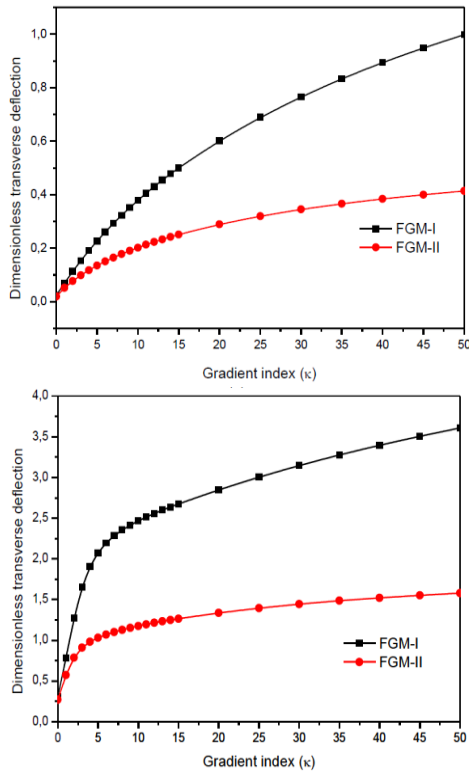 Dimensionless transverse deflection
1,0
0,8
0,6
0,4
0,2
0,0
FGM-I
FGM-II
0 5 10 15 20 25 30 35 40 45 50
Gradient index (κ)
Dimensionless transverse deflection
4,0
3,5
3,0
2,5
2,0
1,5
1,0
0,5
0,0
FGM-I
FGM-II
0 5 10 15 20 25 30 35 40 45 50
Gradient index (κ)